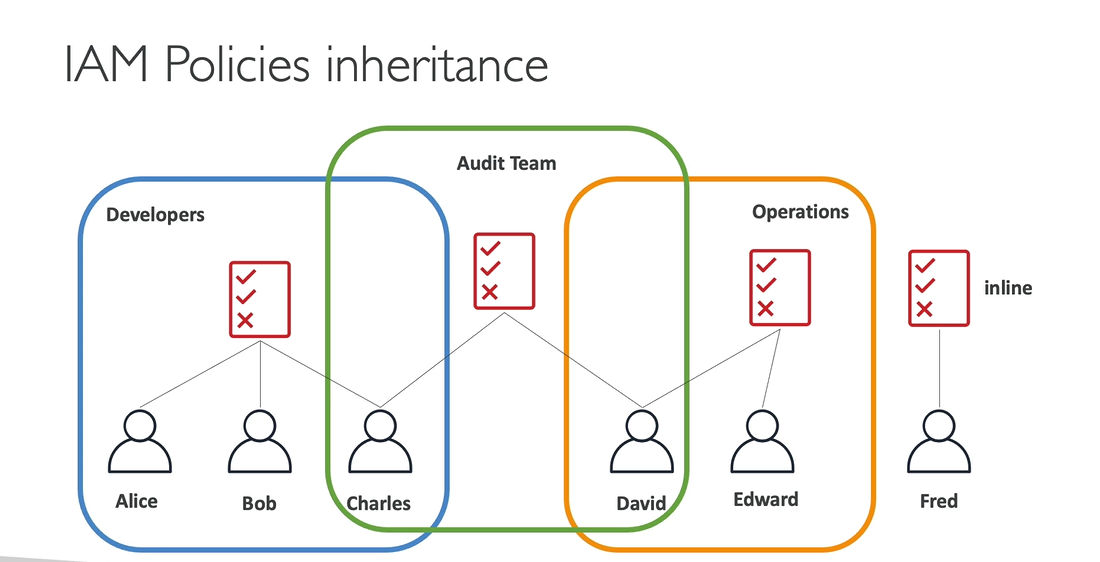 IAM Policies inheritance
Audit Team
Developers
Operations
inline
Alice
Bob
Charles
David
Edward
Fred